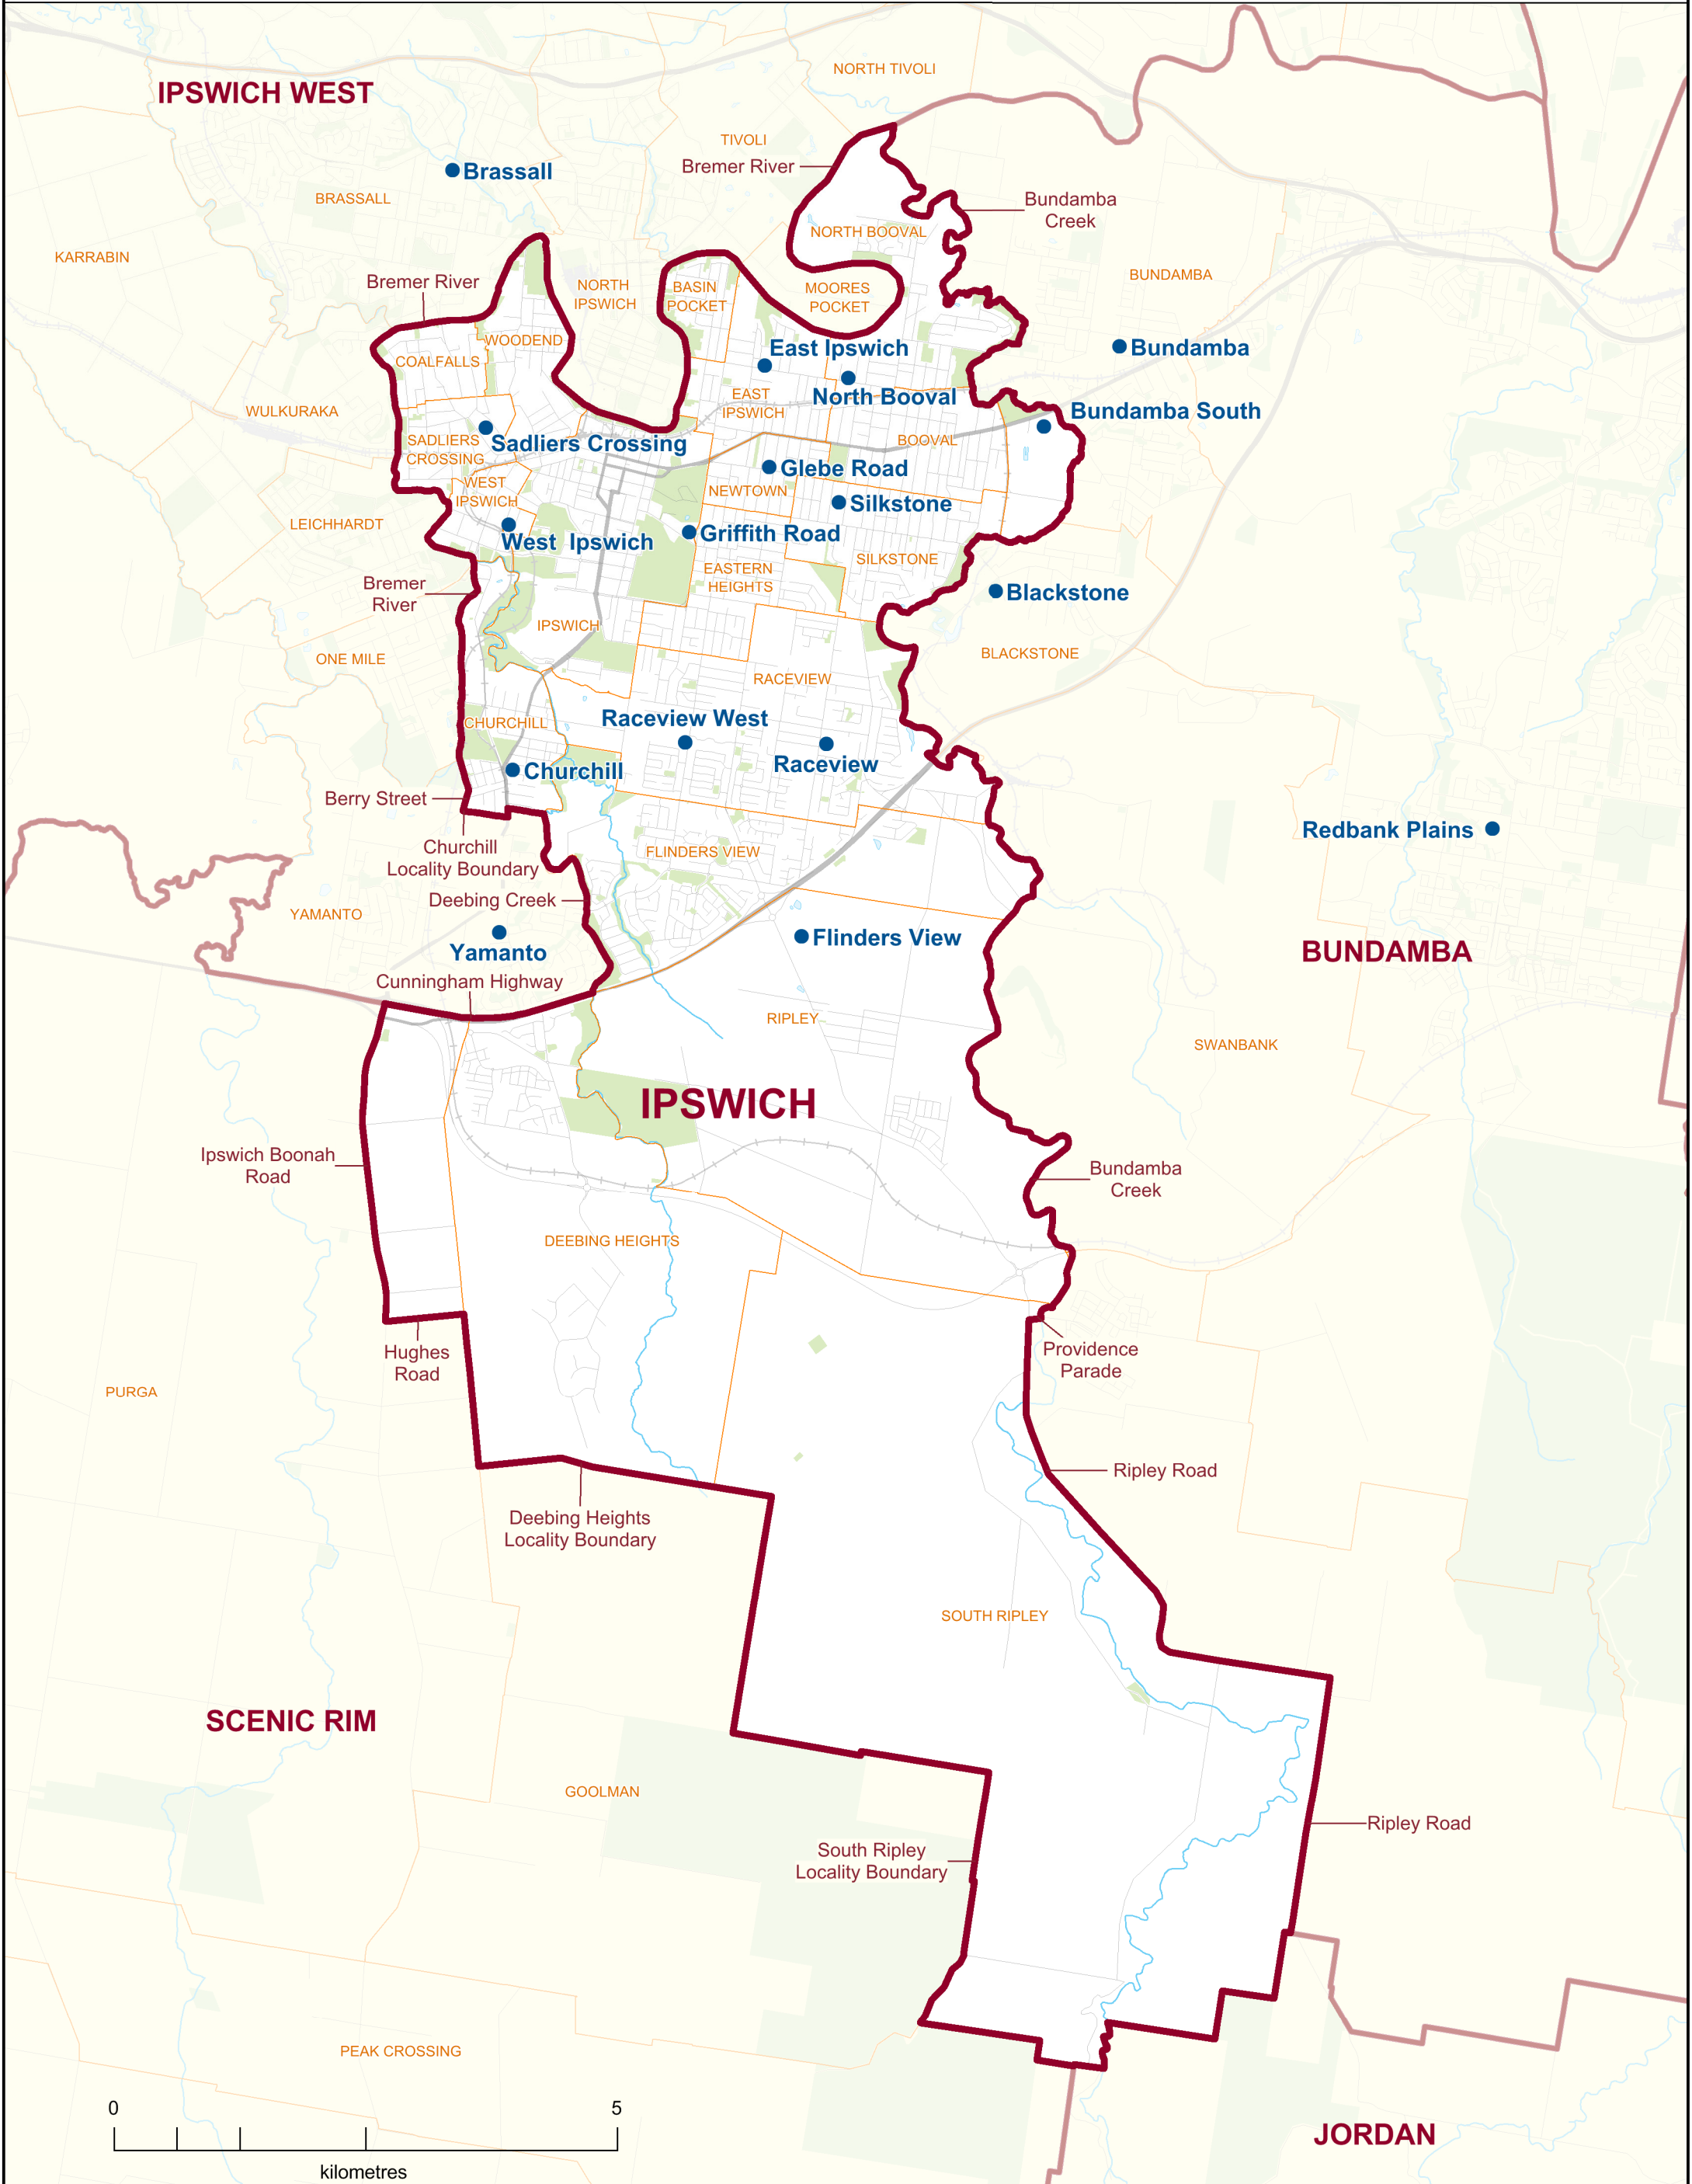 NORTH TIVOLI
IPSWICH WEST
TIVOLI
Bremer River
Brassall
BRASSALL
Bundamba
Creek
NORTH BOOVAL
KARRABIN
BUNDAMBA
Bremer River
NORTH
IPSWICH
BASIN
POCKET
MOORES
POCKET
WOODEND
COALFALLS
East Ipswich
Bundamba
North Booval
EAST
IPSWICH
WULKURAKA
Bundamba South
SADLIERS
CROSSING
Sadliers Crossing
BOOVAL
Glebe Road
WEST
IPSWICH
NEWTOWN
Silkstone
LEICHHARDT
West Ipswich
Griffith Road
SILKSTONE
EASTERN
HEIGHTS
Bremer
River
Blackstone
IPSWICH
ONE MILE
BLACKSTONE
RACEVIEW
CHURCHILL
Raceview West
Raceview
Churchill
Berry Street
Redbank Plains
Churchill
Locality Boundary
FLINDERS VIEW
Deebing Creek
YAMANTO
Yamanto
Flinders View
BUNDAMBA
Cunningham Highway
RIPLEY
SWANBANK
IPSWICH
Ipswich Boonah
Road
Bundamba
Creek
DEEBING HEIGHTS
Hughes
Road
Providence
Parade
PURGA
Ripley Road
Deebing Heights
Locality Boundary
SOUTH RIPLEY
SCENIC RIM
GOOLMAN
Ripley Road
South Ripley
Locality Boundary
PEAK CROSSING
0 5
kilometres
JORDAN